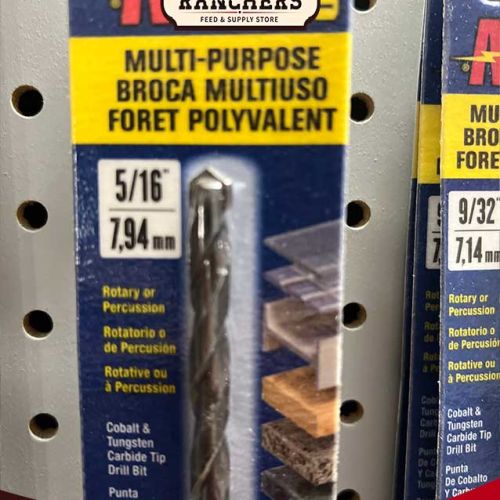 RANCHERS
FEED & SUPPLY STORE
MULTI-PURPOSE
BROCA MULTIUSO
FORET POLYVALENT
5/16"
7,94 mm
Rotary or
Percussion
Rotatorio o
de Percusión
Rotative ou
à Percussion
Cobalt &
Tungsten
Carbide Tip
Drill Bit
Punta
MU
BRO
FORE
9/32"
7,14 mm
Rotary or
Percussion
Rotatorio o
de Percusión
Rotative ou
à Percussion
Cobalt &
Tungsten
Carbide Tip
Drill Bit
Punta
De Cobalto
Y Carburo